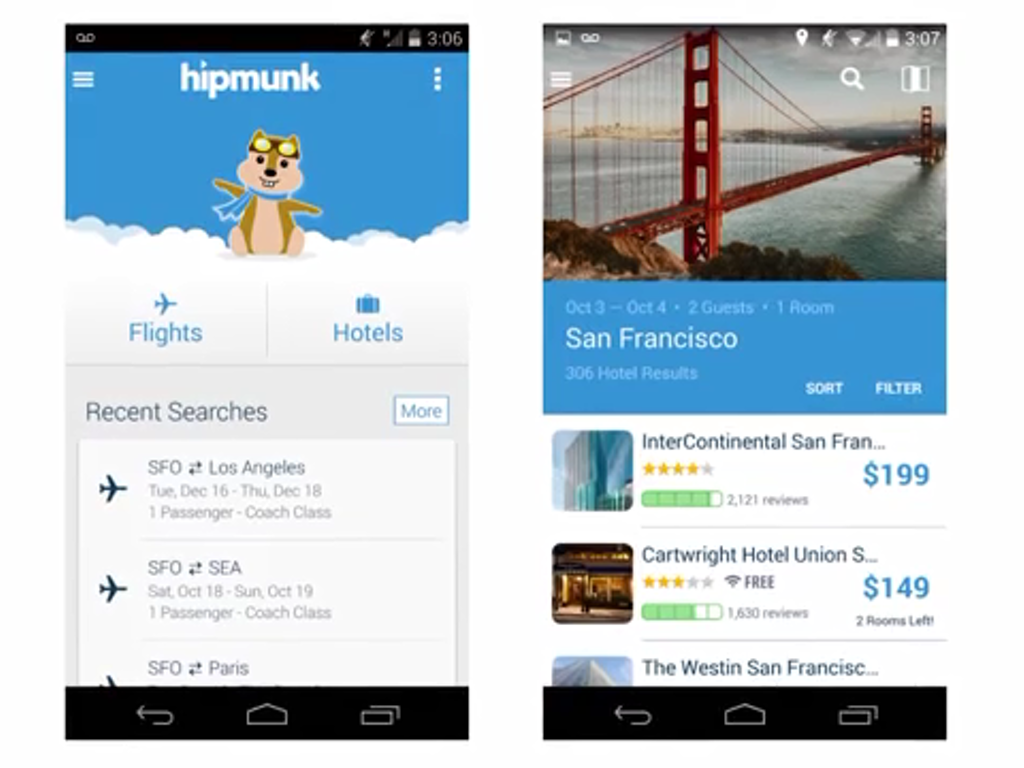 3:06
hipmunk
Flights
Hotels
Recent Searches
More
SFO ⇄ Los Angeles
Tue, Dec 16 - Thu, Dec 18
1 Passenger - Coach Class
SFO ⇄ SEA
Sat, Oct 18 - Sun, Oct 19
1 Passenger - Coach Class
SFO ⇄ Paris
3:07
Oct 3 — Oct 4 • 2 Guests • 1 Room
San Francisco
306 Hotel Results
SORT FILTER
InterContinental San Fran...
$199
2,121 reviews
Cartwright Hotel Union S...
FREE
$149
1,630 reviews
2 Rooms Left!
The Westin San Francisc...